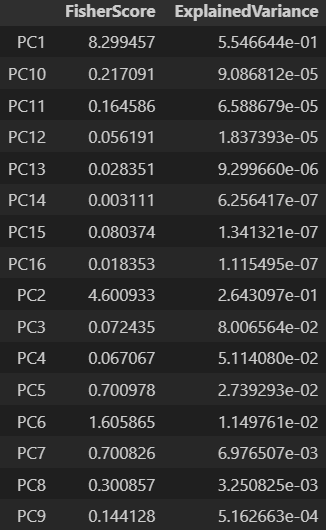 FisherScore ExplainedVariance
PC1 8.299457 5.546644e-01
PC10 0.217091 9.086812e-05
PC11 0.164586 6.588679e-05
PC12 0.056191 1.837393e-05
PC13 0.028351 9.299660e-06
PC14 0.003111 6.256417e-07
PC15 0.080374 1.341321e-07
PC16 0.018353 1.115495e-07
PC2 4.600933 2.643097e-01
PC3 0.072435 8.006564e-02
PC4 0.067067 5.114080e-02
PC5 0.700978 2.739293e-02
PC6 1.605865 1.149761e-02
PC7 0.700826 6.976507e-03
PC8 0.300857 3.250825e-03
PC9 0.144128 5.162663e-04